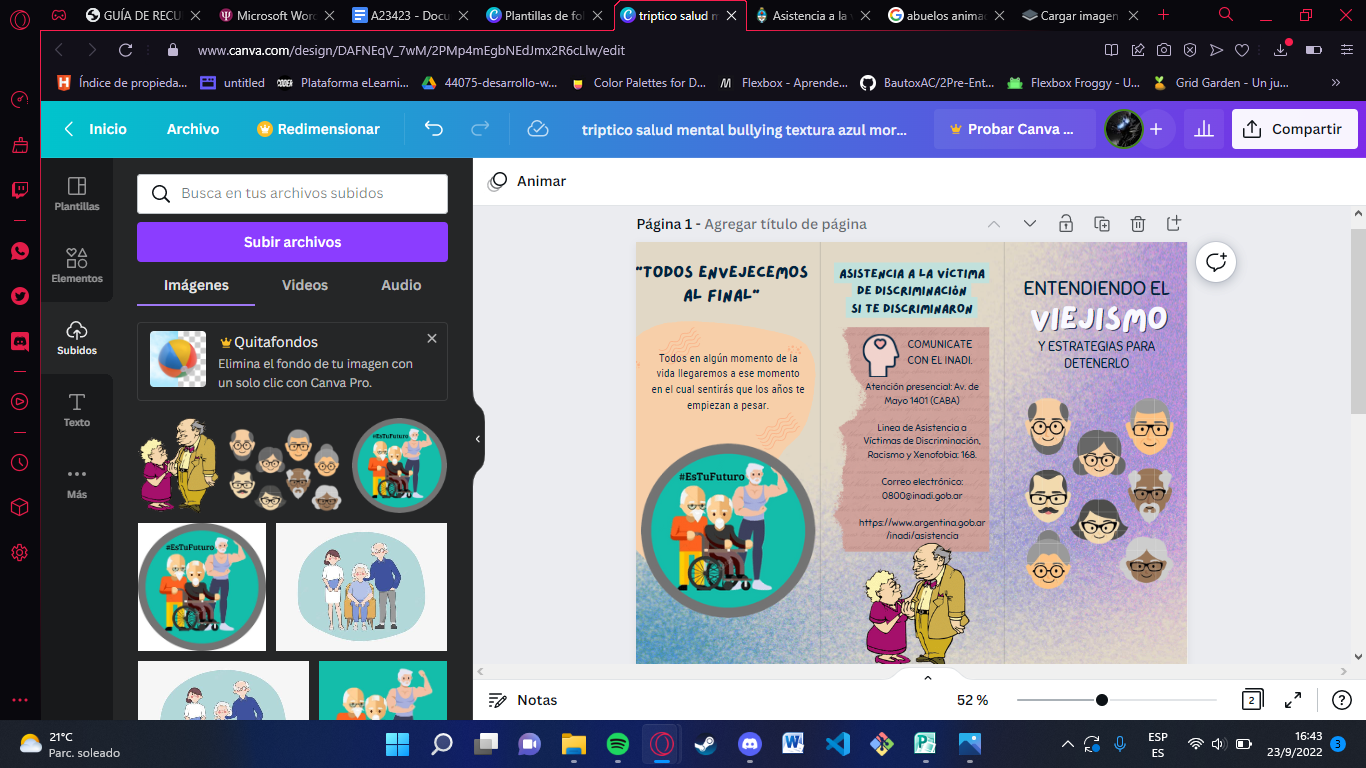 GUÍA DE RECU
Microsoft Wor
A23423 - Docu
Plantillas de fo
triptico salud m
Asistencia a la v
abuelos anima
Cargar imagen
www.canva.com/design/DAFNEqV_7wM/2PMp4mEgbNEdJmx2R6cLlw/edit
Índice de propieda...
untitled
CODER
Plataforma eLearni...
44075-desarrollo-w...
Color Palettes for D...
Flexbox - Aprende...
BautoxAC/2Pre-Ent...
Flexbox Froggy - U...
Grid Garden - Un ju...
Inicio
Archivo
Redimensionar
triptico salud mental bullying textura azul mor...
Probar Canva ...
Compartir
Plantillas
Elementos
Subidos
Texto
Más
Busca en tus archivos subidos
Subir archivos
Imágenes
Videos
Audio
Quitafondos
Elimina el fondo de tu imagen con
un solo clic con Canva Pro.
#EsTuFuturo
#EsTuFuturo
Animar
Página 1 - Agregar título de página
"TODOS ENVEJECEMOS
AL FINAL"
Todos en algún momento de la
vida llegaremos a ese momento
en el cual sentirás que los años te
empiezan a pesar.
#EsTuFuturo
ASISTENCIA A LA VÍCTIMA
DE DISCRIMINACIÓN
SI TE DISCRIMINARON
COMUNICATE
CON EL INADI.
Atención presencial: Av. de
Mayo 1401 (CABA)
Linea de Asistencia a
Víctimas de Discriminación,
Racismo y Xenofobia: 168.
Correo electrónico:
0800@inadi.gob.ar
https://www.argentina.gob.ar
/inadi/asistencia
ENTENDIENDO EL
VIEJISMO
Y ESTRATEGIAS PARA
DETENERLO
Notas
52 %
2
21°C
Parc. soleado
ESP
ES
16:43
23/9/2022
3